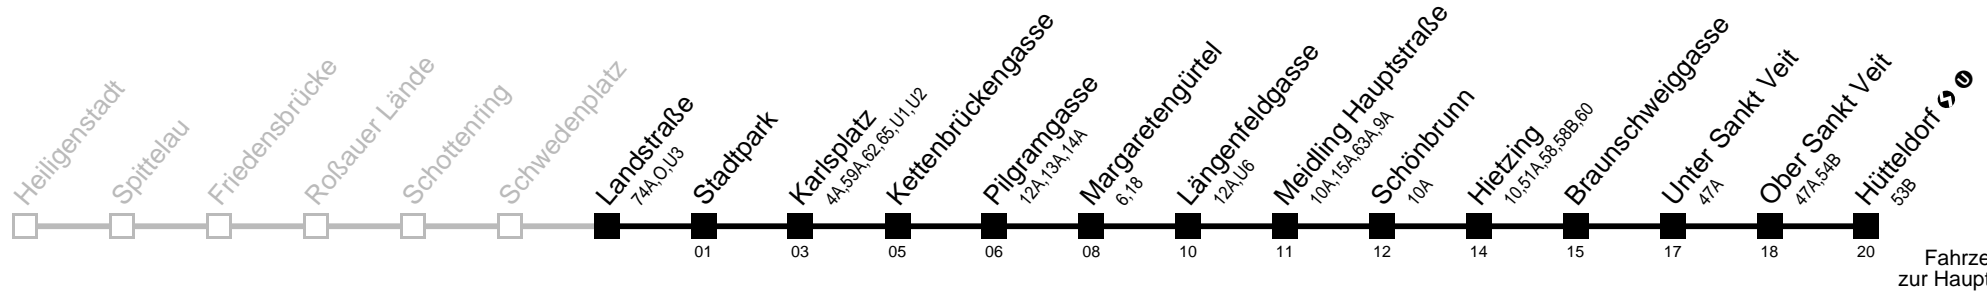 Heiligenstadt
Spittelau
Friedensbrücke
Roßauer Lände
Schottenring
Schwedenplatz
Landstraße
74A,O,U3
Stadtpark
01
Karlsplatz
4A,59A,62,65,U1,U2
03
Kettenbrückengasse
05
Pilgramgasse
12A,13A,14A
06
Margaretengürtel
6,18
08
Längenfeldgasse
12A,U6
10
Meidling Hauptstraße
10A,15A,63A,9A
11
Schönbrunn
10A
12
Hietzing
10,51A,58,58B,60
14
Braunschweiggasse
15
Unter Sankt Veit
47A
17
Ober Sankt Veit
47A,54B
18
Hütteldorf S U
53B
20
Fahrze
zur Haupt